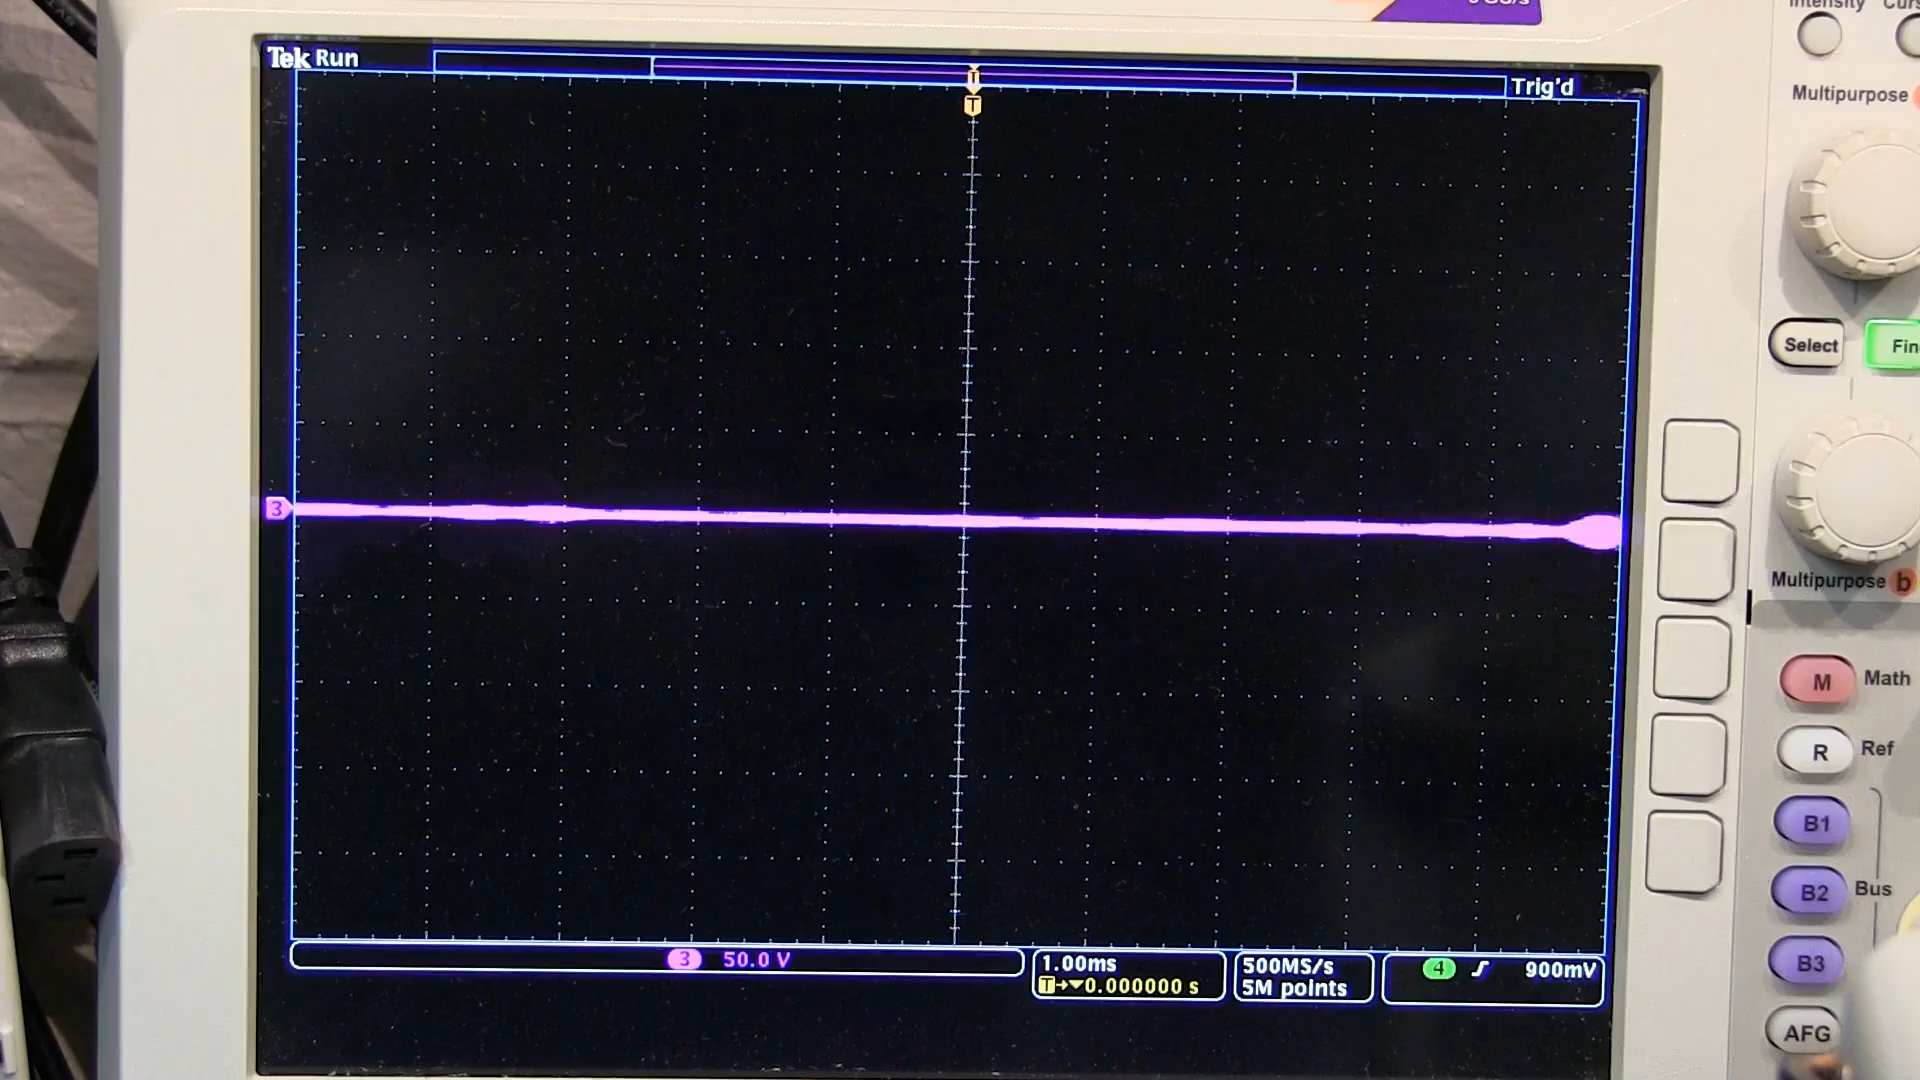 Intensity
Tek Run
T
Trig'd
T
Multipurpose
Select
Fin
3
Multipurpose b
M Math
R Ref
B1
B2 Bus
B3
AFG
3 50.0 V
1.00ms
T→▼0.000000 s
500MS/s
5M points
4 900mV